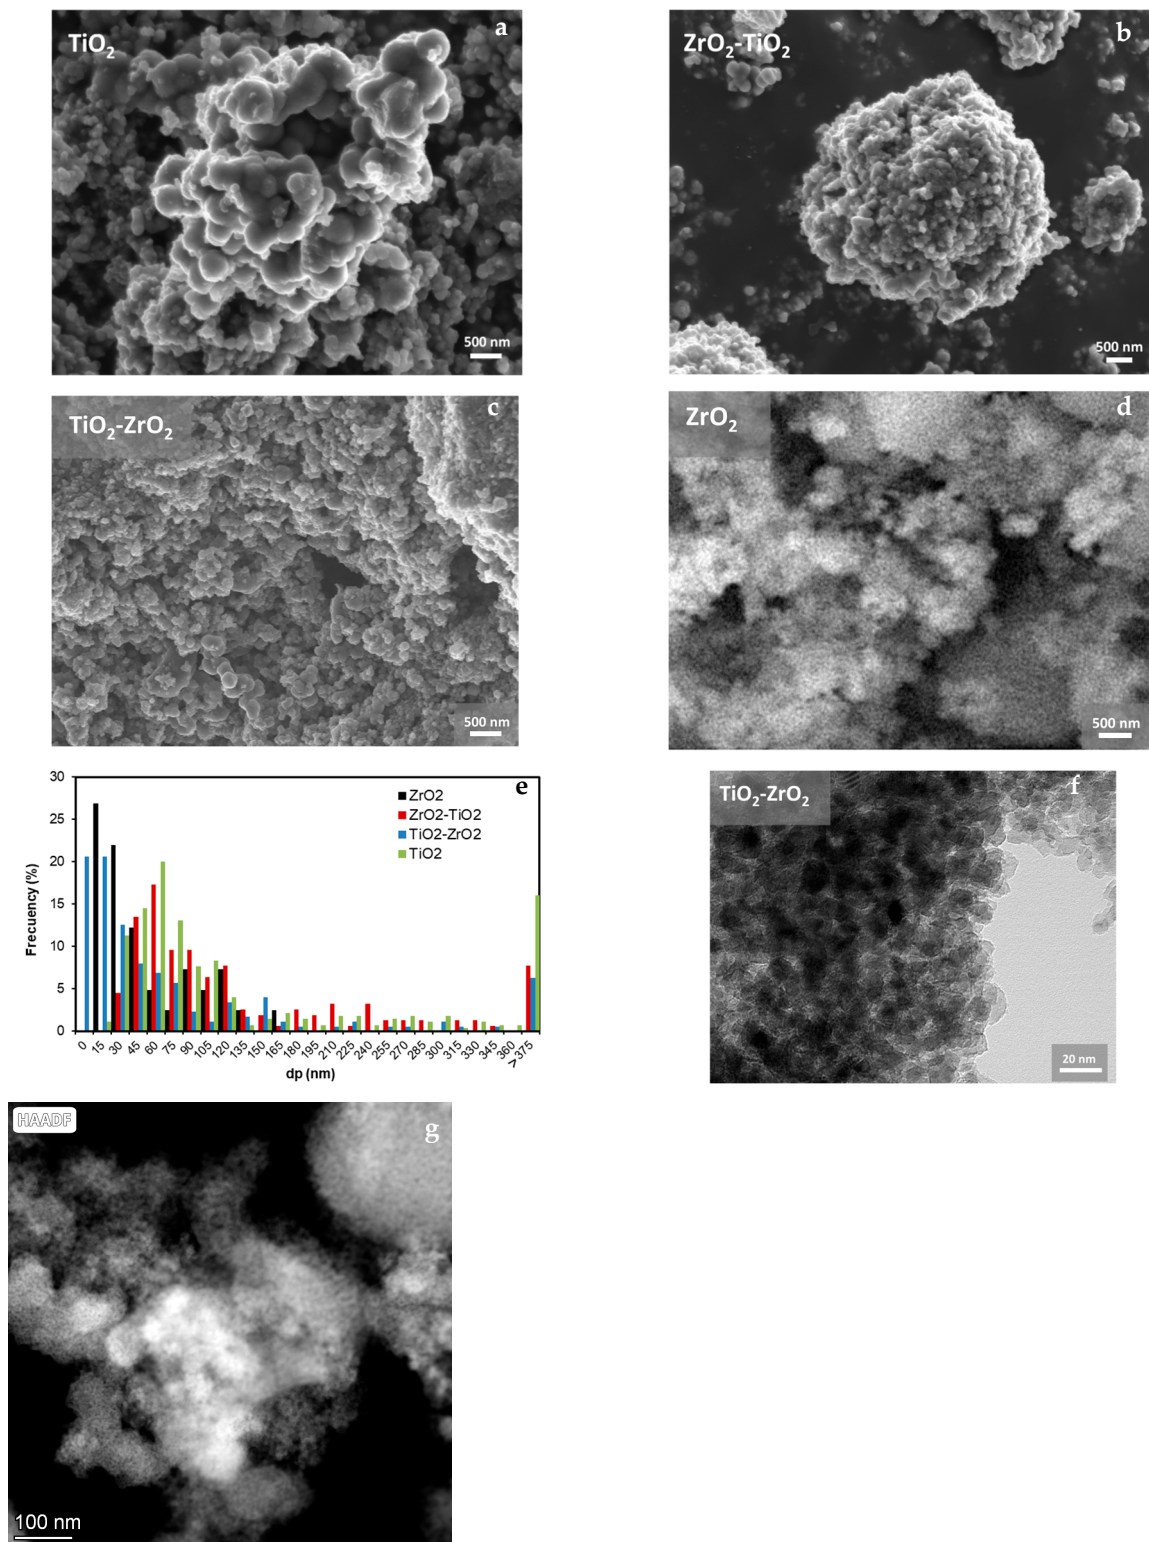 TiO2
a
ZrO2-TiO2
b
500 nm
500 nm
TiO2-ZrO2
c
ZrO2
d
500 nm
500 nm
30
25
20
15
10
5
0
Frecuency (%)
e
ZrO2
ZrO2-TiO2
TiO2-ZrO2
TiO2
0 15 30 45 60 75 90 105 120 135 150 165 180 195 210 225 240 255 270 285 300 315 330 345 360 > 375
dp (nm)
TiO2-ZrO2
f
20 nm
HAADF
g
100 nm